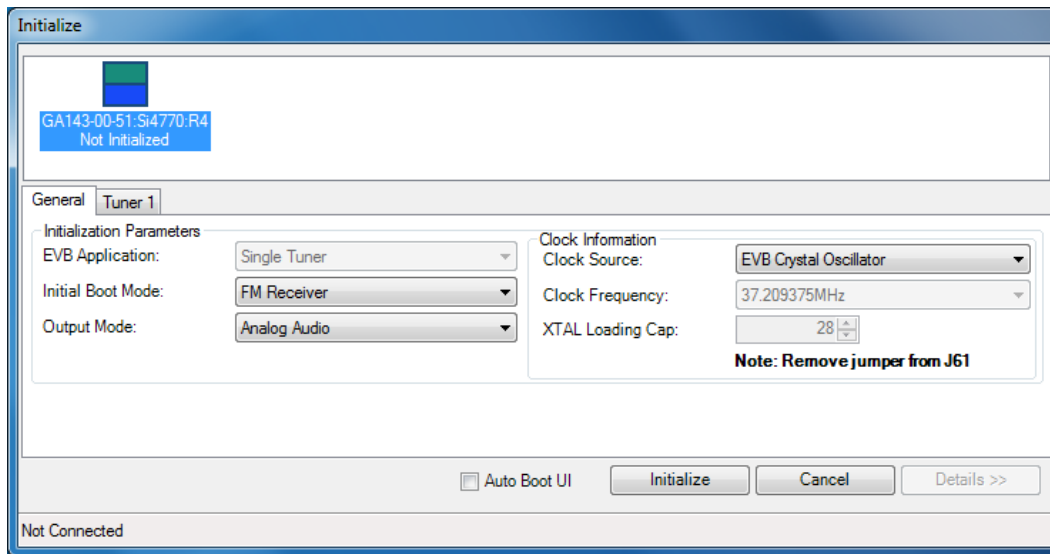 Initialize
GA143-00-51:Si4770:R4
Not Initialized
General
Tuner 1
Initialization Parameters
EVB Application:
Single Tuner
Initial Boot Mode:
FM Receiver
Output Mode:
Analog Audio
Clock Information
Clock Source:
EVB Crystal Oscillator
Clock Frequency:
37.209375MHz
XTAL Loading Cap:
28
Note: Remove jumper from J61
Auto Boot UI
Initialize
Cancel
Details >>
Not Connected